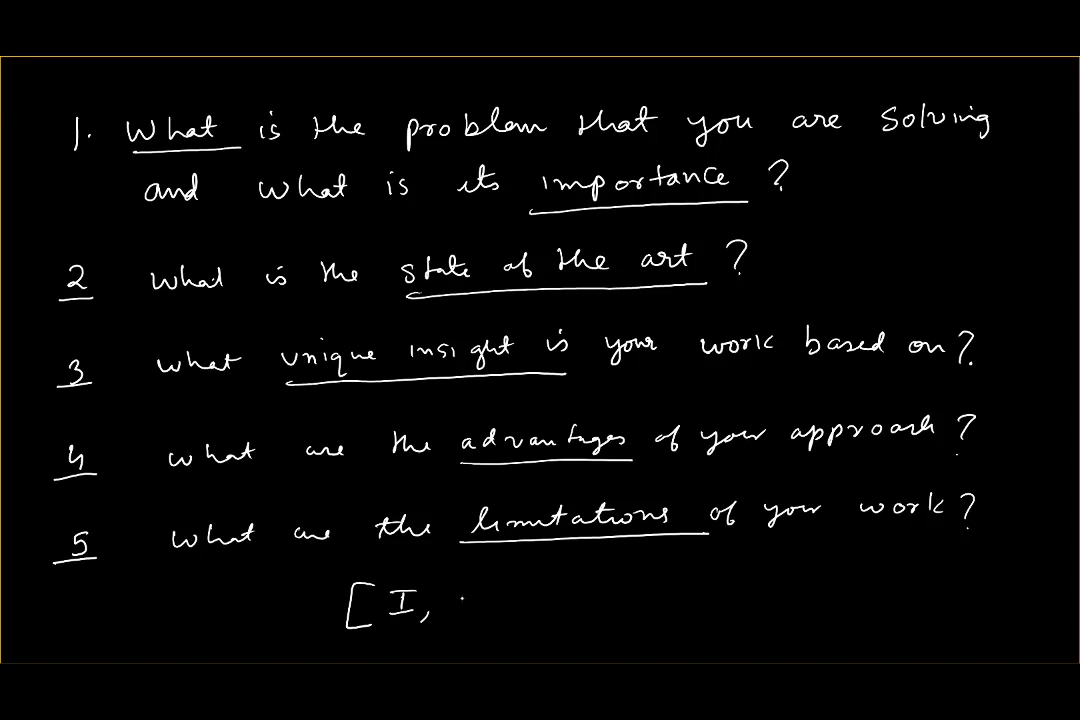 1. What is the problem that you are solving
and what is its importance ?
2 What is the state of the art ?
3 What unique insight is your work based on ?
4 What are the advantages of your approach ?
5 What are the limitations of your work ?
[ I, .